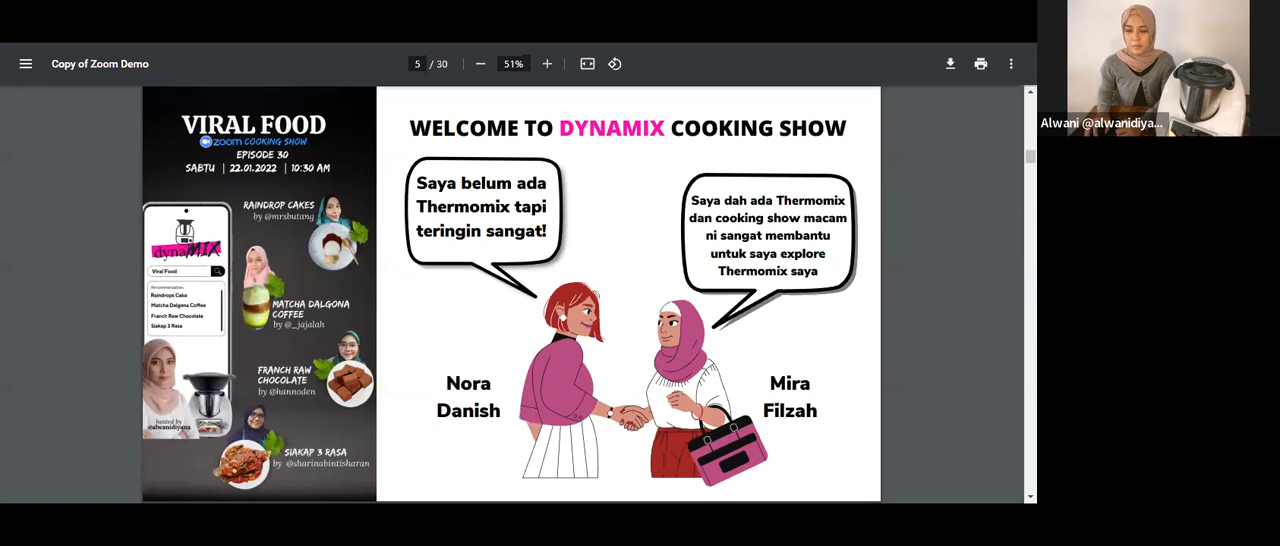 Copy of Zoom Demo
5 / 30
51%
VIRAL FOOD
zoom COOKING SHOW
EPISODE 30
SABTU | 22.01.2022 | 10:30 AM
RAINDROP CAKES
by @mrsbutang
dynaMIX
Viral Food
Recommendation:
Raindrops Cake
Matcha Dalgona Coffee
Franch Raw Chocolate
Siakap 3 Rasa
MATCHA DALGONA
COFFEE
by @_jajalah
FRANCH RAW
CHOCOLATE
by @hannoden
hosted by
@alwanidiyana
SIAKAP 3 RASA
by @sharinabintisharan
WELCOME TO DYNAMIX COOKING SHOW
Saya belum ada
Thermomix tapi
teringin sangat!
Saya dah ada Thermomix
dan cooking show macam
ni sangat membantu
untuk saya explore
Thermomix saya
Nora
Danish
Mira
Filzah
Alwani @alwanidiya...